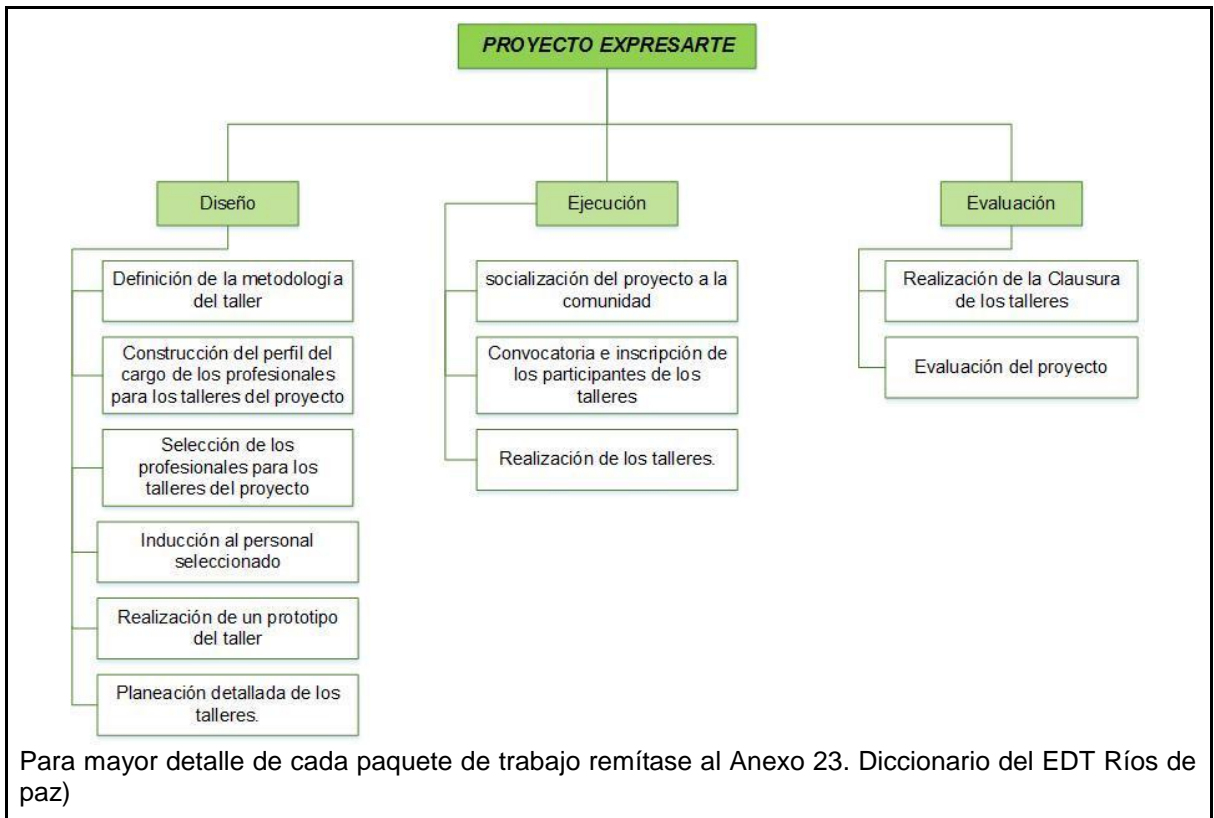 PROYECTO EXPRESARTE
Diseño
Definición de la metodología
del taller
Construcción del perfil del
cargo de los profesionales
para los talleres del proyecto
Selección de los
profesionales para los
talleres del proyecto
Inducción al personal
seleccionado
Realización de un prototipo
del taller
Planeación detallada de los
talleres.
Ejecución
socialización del proyecto a la
comunidad
Convocatoria e inscripción de
los participantes de los
talleres
Realización de los talleres.
Evaluación
Realización de la Clausura
de los talleres
Evaluación del proyecto
Para mayor detalle de cada paquete de trabajo remítase al Anexo 23. Diccionario del EDT Ríos de
paz)